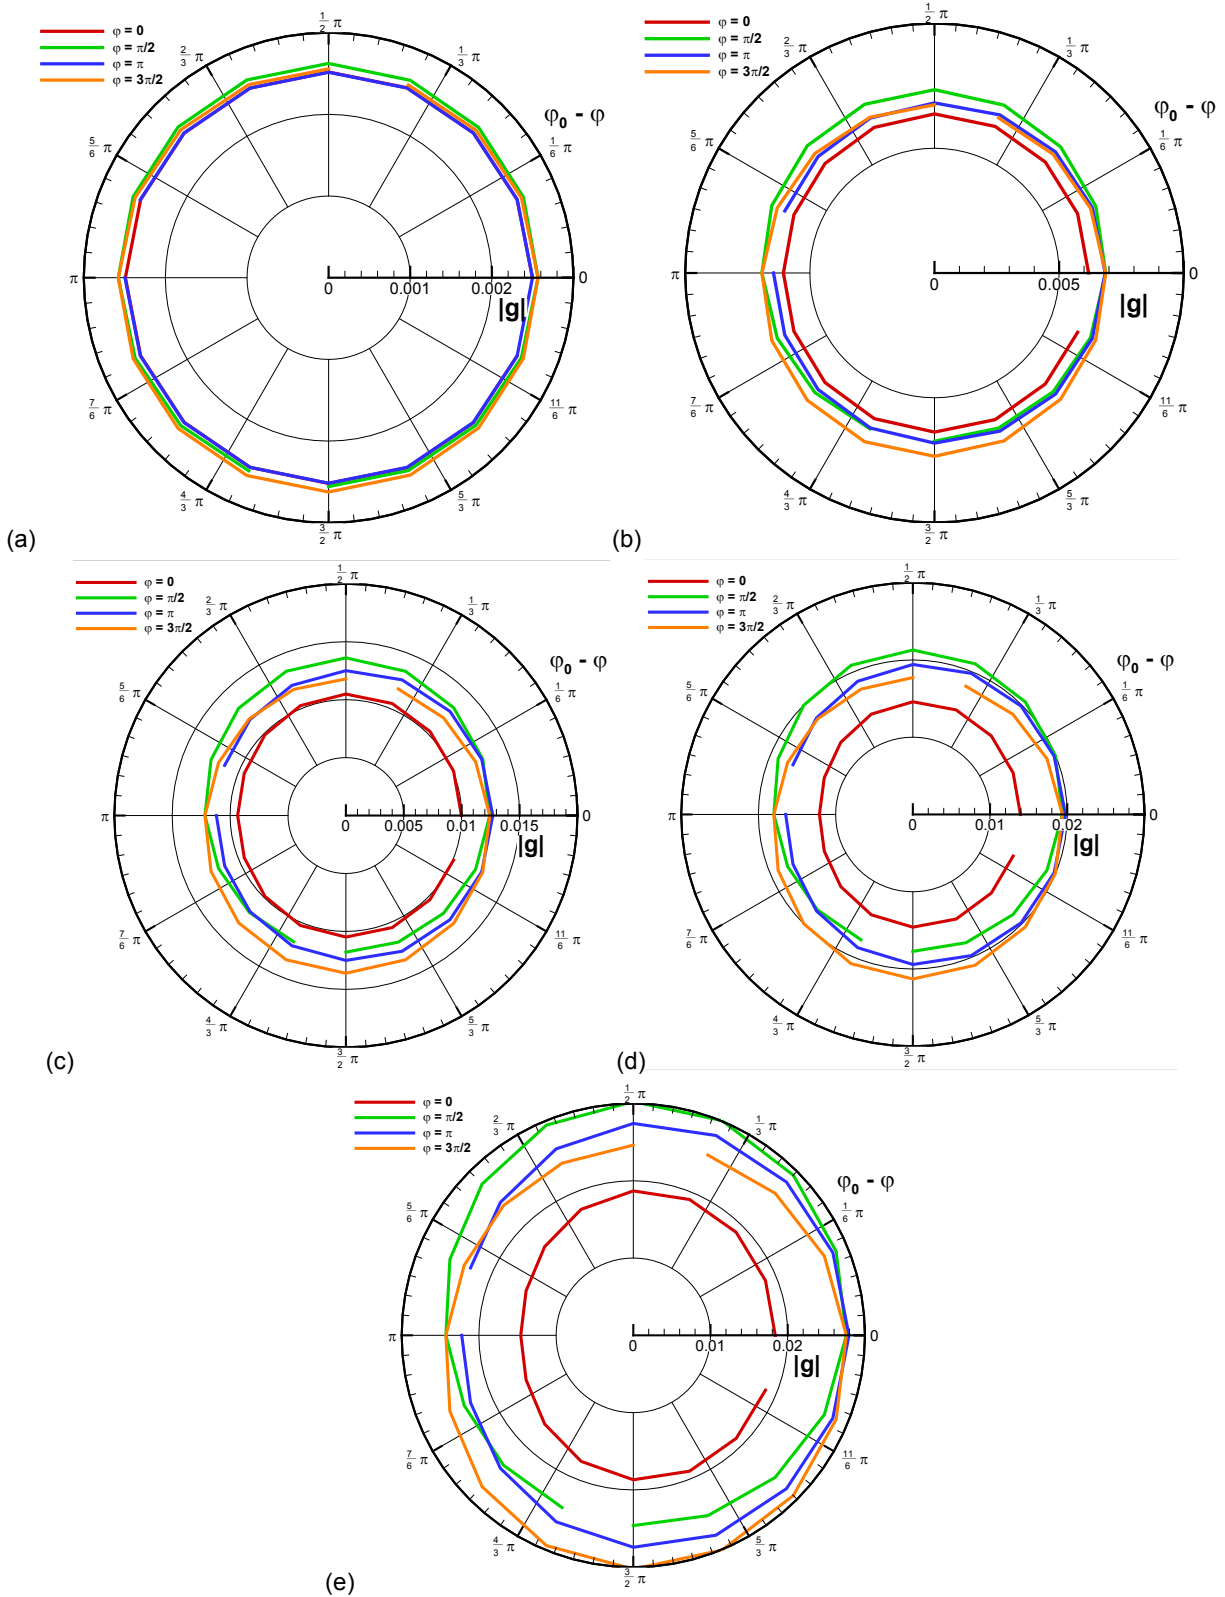 φ = 0
φ = π/2
φ = π
φ = 3π/2
1/2 π
2/3 π
1/3 π
φ0 - φ
5/6 π
1/6 π
π
0
0 0.001 0.002
|g|
7/6 π
11/6 π
4/3 π
5/3 π
3/2 π
(a)
φ = 0
φ = π/2
φ = π
φ = 3π/2
1/2 π
2/3 π
1/3 π
φ0 - φ
5/6 π
1/6 π
π
0
0 0.005
|g|
7/6 π
11/6 π
4/3 π
5/3 π
3/2 π
(b)
φ = 0
φ = π/2
φ = π
φ = 3π/2
1/2 π
2/3 π
1/3 π
φ0 - φ
5/6 π
1/6 π
π
0
0 0.005 0.01 0.015
|g|
7/6 π
11/6 π
4/3 π
5/3 π
3/2 π
(c)
φ = 0
φ = π/2
φ = π
φ = 3π/2
1/2 π
2/3 π
1/3 π
φ0 - φ
5/6 π
1/6 π
π
0
0 0.01 0.02
|g|
7/6 π
11/6 π
4/3 π
5/3 π
3/2 π
(d)
φ = 0
φ = π/2
φ = π
φ = 3π/2
1/2 π
2/3 π
1/3 π
φ0 - φ
5/6 π
1/6 π
π
0
0 0.01 0.02
|g|
7/6 π
11/6 π
4/3 π
5/3 π
3/2 π
(e)